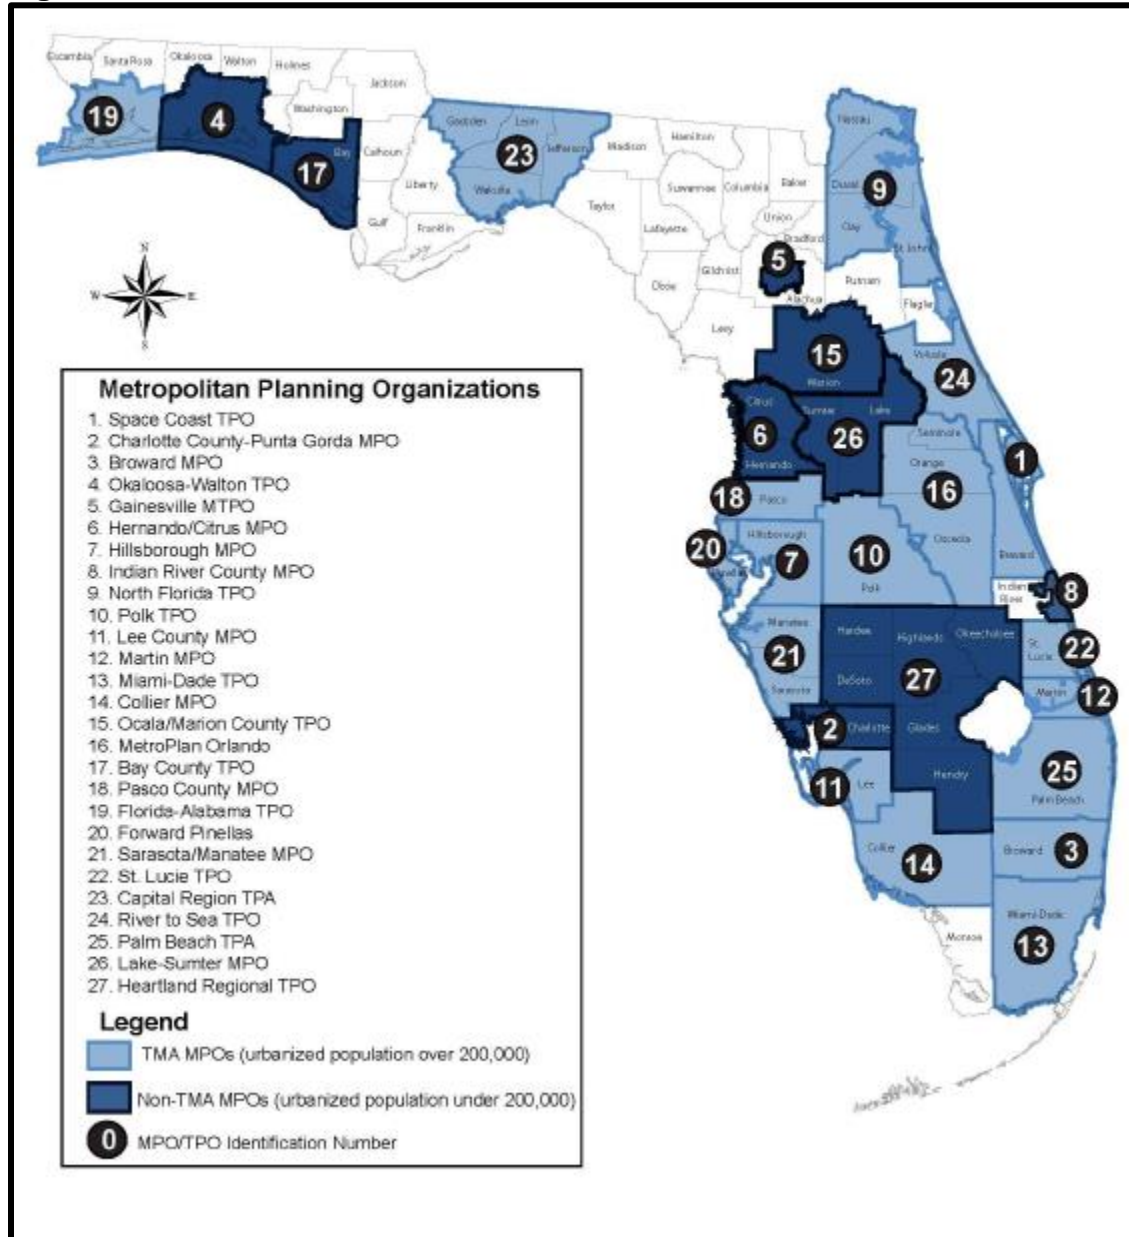 Escambia
Santa Rosa
Okaloosa
Walton
Holmes
Jackson
Washington
19
4
17
Bay
Calhoun
Gulf
Liberty
Franklin
Gadsden
Leon
Jefferson
23
Wakulla
Madison
Hamilton
Taylor
Suwannee
Columbia
Baker
Lafayette
Union
Bradford
Gilchrist
Dixie
5
Alachua
Levy
Nassau
Duval
9
Clay
St. Johns
Putnam
Flagler
N
W
E
S
15
Marion
Volusia
24
Citrus
6
Hernando
Sumter
Lake
26
Seminole
Orange
16
Osceola
1
Brevard
18
Pasco
Hillsborough
20
7
10
Polk
Indian
River
8
Manatee
21
Sarasota
Hardee
Highlands
Okeechobee
DeSoto
27
St.
Lucie
22
Martin
12
2
Charlotte
Glades
Hendry
11
Lee
25
Palm Beach
Collier
14
Broward
3
Monroe
Miami-Dade
13
Metropolitan Planning Organizations
1. Space Coast TPO
2. Charlotte County-Punta Gorda MPO
3. Broward MPO
4. Okaloosa-Walton TPO
5. Gainesville MTPO
6. Hernando/Citrus MPO
7. Hillsborough MPO
8. Indian River County MPO
9. North Florida TPO
10. Polk TPO
11. Lee County MPO
12. Martin MPO
13. Miami-Dade TPO
14. Collier MPO
15. Ocala/Marion County TPO
16. MetroPlan Orlando
17. Bay County TPO
18. Pasco County MPO
19. Florida-Alabama TPO
20. Forward Pinellas
21. Sarasota/Manatee MPO
22. St. Lucie TPO
23. Capital Region TPA
24. River to Sea TPO
25. Palm Beach TPA
26. Lake-Sumter MPO
27. Heartland Regional TPO
Legend
TMA MPOs (urbanized population over 200,000)
Non-TMA MPOs (urbanized population under 200,000)
0 MPO/TPO Identification Number